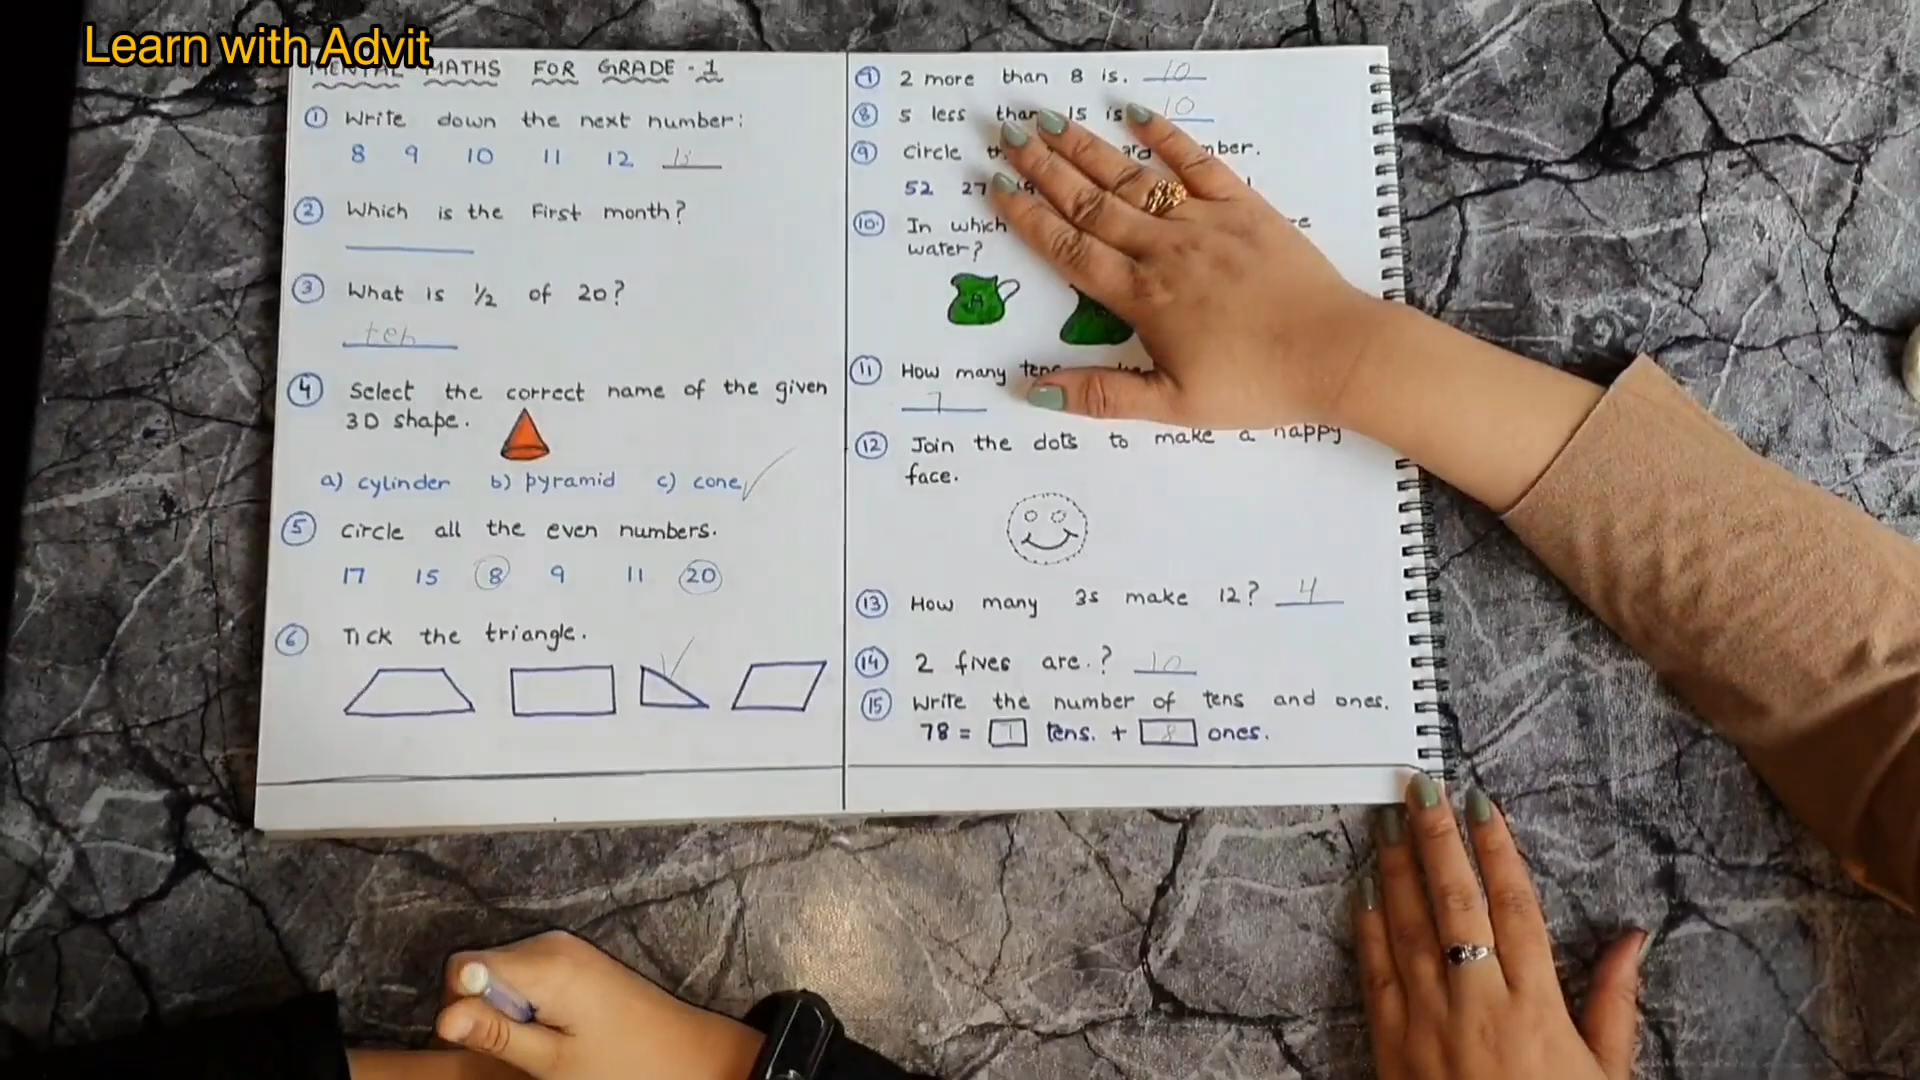 Learn with Advit
MENTAL MATHS FOR GRADE - 1
① Write down the next number:
8 9 10 11 12
② Which is the First month?
③ What is ½ of 20?
ten
④ Select the correct name of the given
3D shape.
a) cylinder b) pyramid c) cone
⑤ circle all the even numbers.
17 15 8 9 11 20
⑥ Tick the triangle.
2 more than 8 is. 10
⑧ 5 less than 15 is 10
⑨ circle
52 27
⑩ In which
water?
A
⑪ How many tens
7
⑫ Join the dots to make a happy
face.
⑬ How many 3s make 12? 4
⑭ 2 fives are.? 10
⑮ Write the number of tens and ones.
78 = tens. + 8 ones.